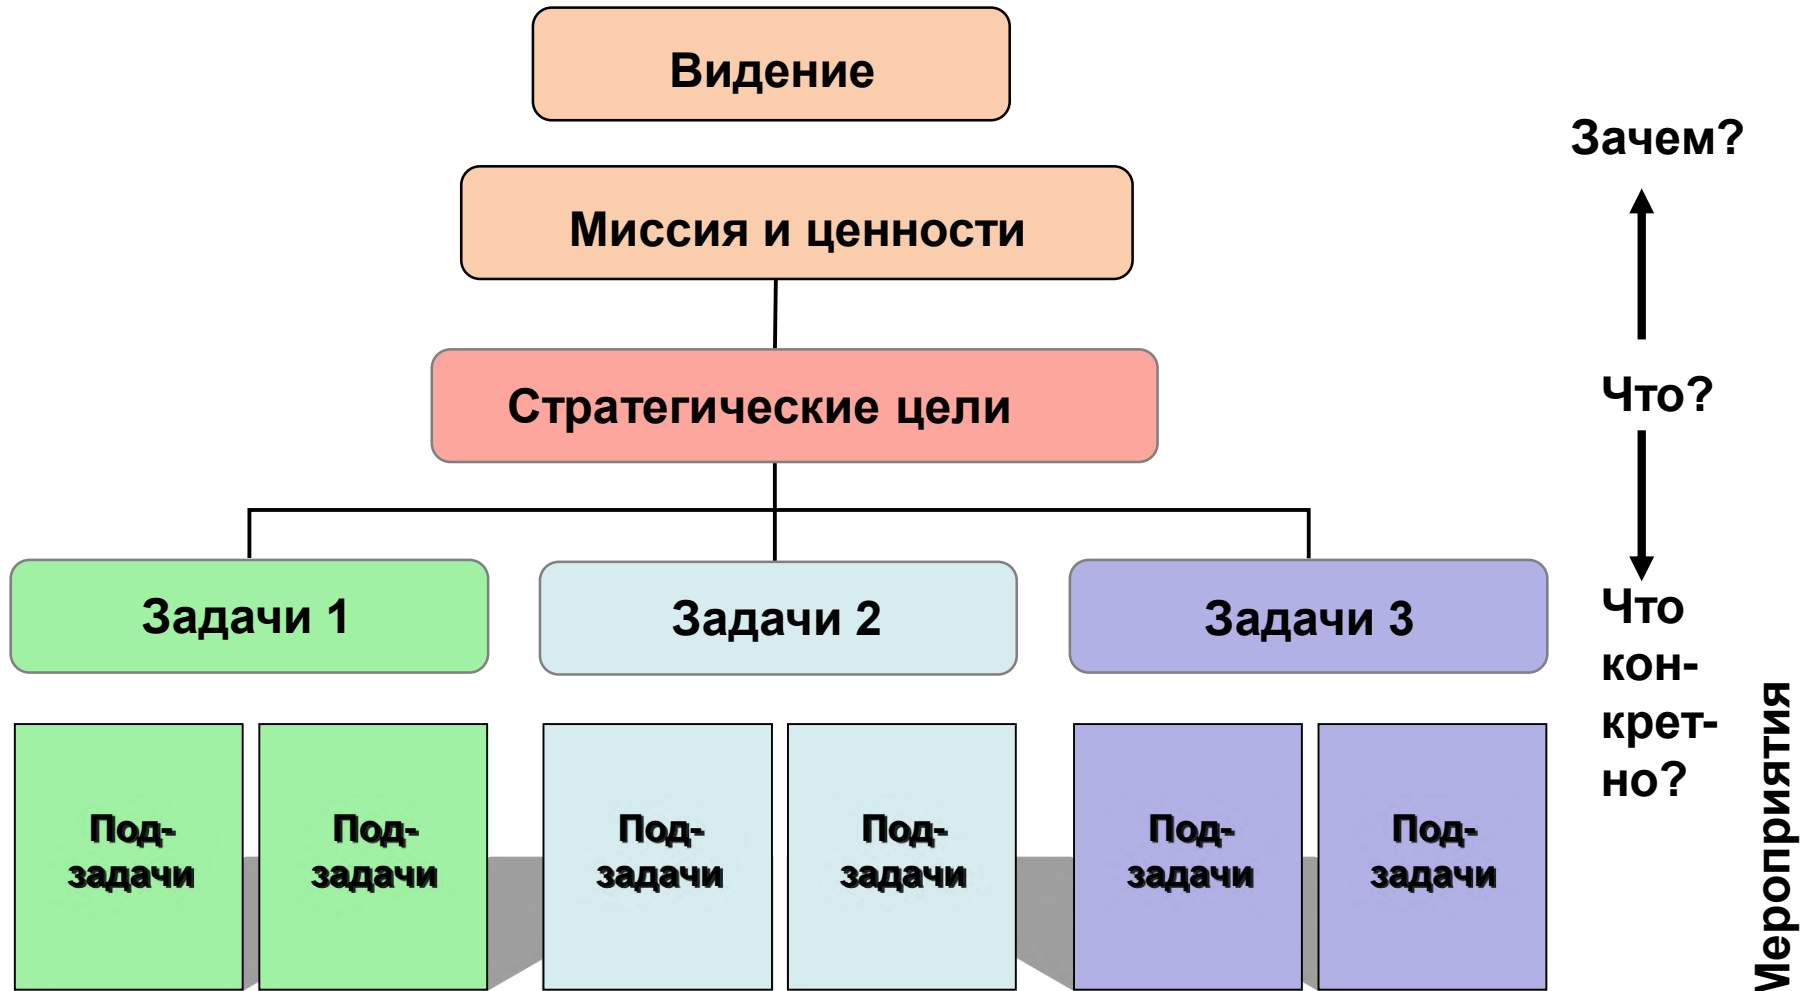 Видение
Миссия и ценности
Стратегические цели
Задачи 1
Задачи 2
Задачи 3
Под-
задачи
Под-
задачи
Под-
задачи
Под-
задачи
Под-
задачи
Под-
задачи
Зачем?
Что?
Что
кон-
крет-
но?
Мероприятия